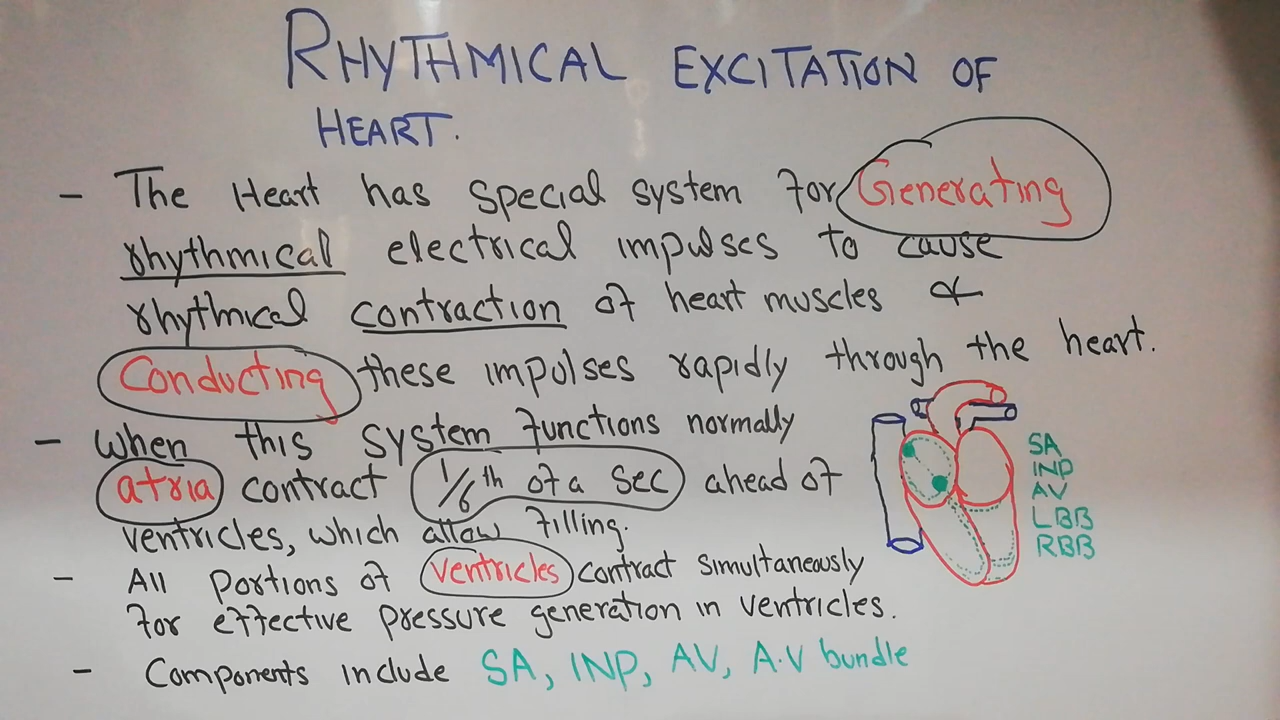 RHYTHMICAL EXCITATION OF
HEART.
- The Heart has special system for Generating
rhythmical electrical impulses to cause
rhythmical contraction of heart muscles &
Conducting these impulses rapidly through the heart.
- When this system functions normally
atria contract 1/6th of a sec ahead of
ventricles, which allow filling.
- All portions of ventricles contract simultaneously
for effective pressure generation in ventricles.
- Components include SA, INP, AV, A.V bundle
SA
INP
AV
LBB
RBB